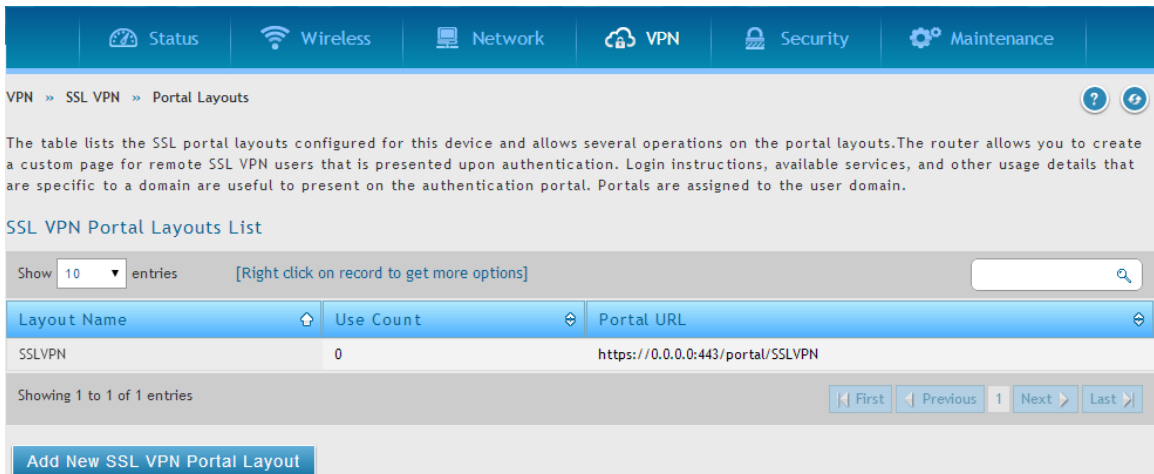 Status Wireless Network VPN Security Maintenance
VPN » SSL VPN » Portal Layouts ?
The table lists the SSL portal layouts configured for this device and allows several operations on the portal layouts.The router allows you to create
a custom page for remote SSL VPN users that is presented upon authentication. Login instructions, available services, and other usage details that
are specific to a domain are useful to present on the authentication portal. Portals are assigned to the user domain.
SSL VPN Portal Layouts List
Show 10 entries [Right click on record to get more options]
Layout Name Use Count Portal URL
SSLVPN 0 https://0.0.0.0:443/portal/SSLVPN
Showing 1 to 1 of 1 entries First Previous 1 Next Last
Add New SSL VPN Portal Layout